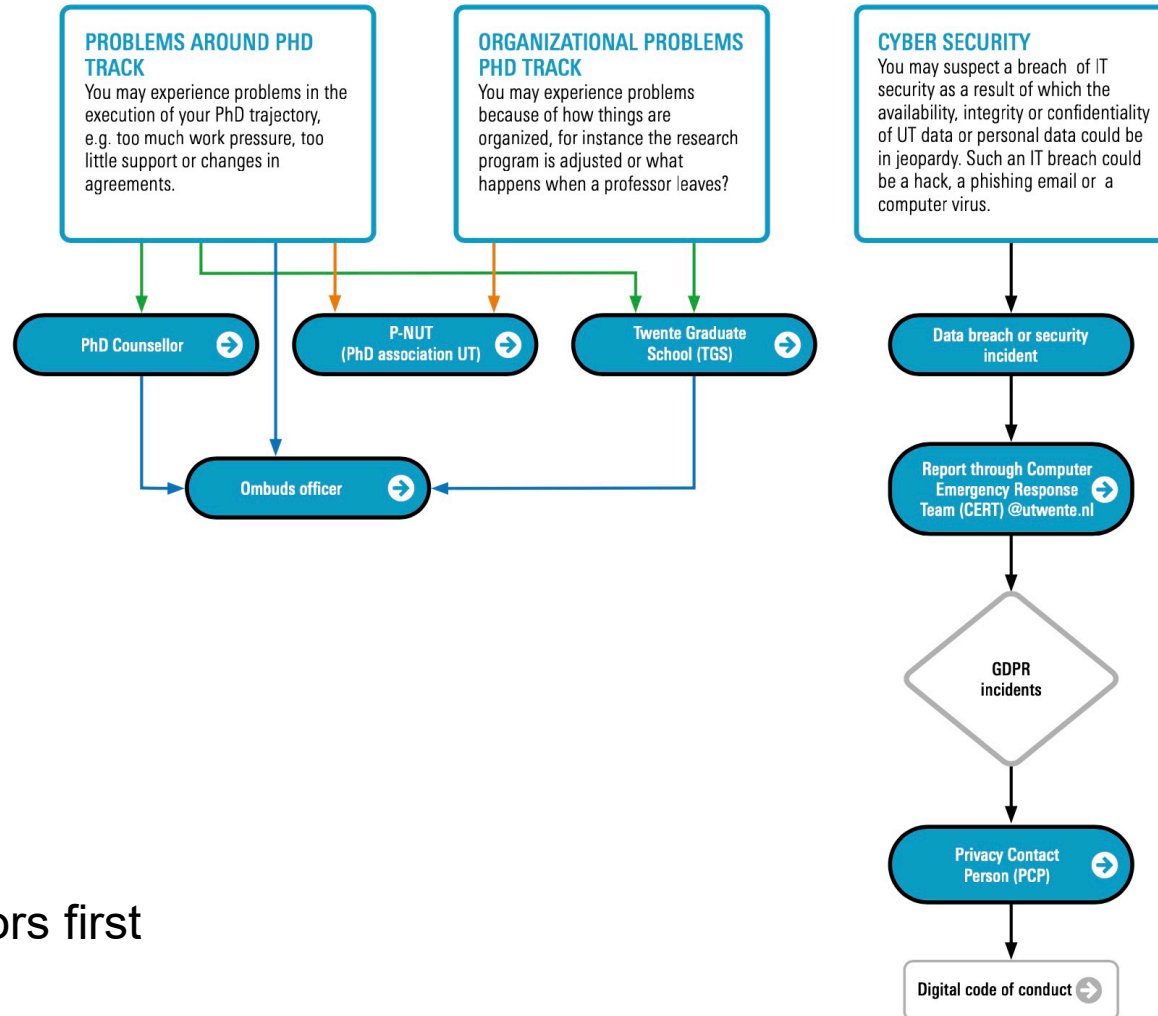 PROBLEMS AROUND PHD
TRACK
You may experience problems in the
execution of your PhD trajectory,
e.g. too much work pressure, too
little support or changes in
agreements.
ORGANIZATIONAL PROBLEMS
PHD TRACK
You may experience problems
because of how things are
organized, for instance the research
program is adjusted or what
happens when a professor leaves?
CYBER SECURITY
You may suspect a breach of IT
security as a result of which the
availability, integrity or confidentiality
of UT data or personal data could be
in jeopardy. Such an IT breach could
be a hack, a phishing email or a
computer virus.
PhD Counsellor
P-NUT
(PhD association UT)
Twente Graduate
School (TGS)
Data breach or security
incident
Ombuds officer
Report through Computer
Emergency Response
Team (CERT) @utwente.nl
GDPR
incidents
Privacy Contact
Person (PCP)
ors first
Digital code of conduct